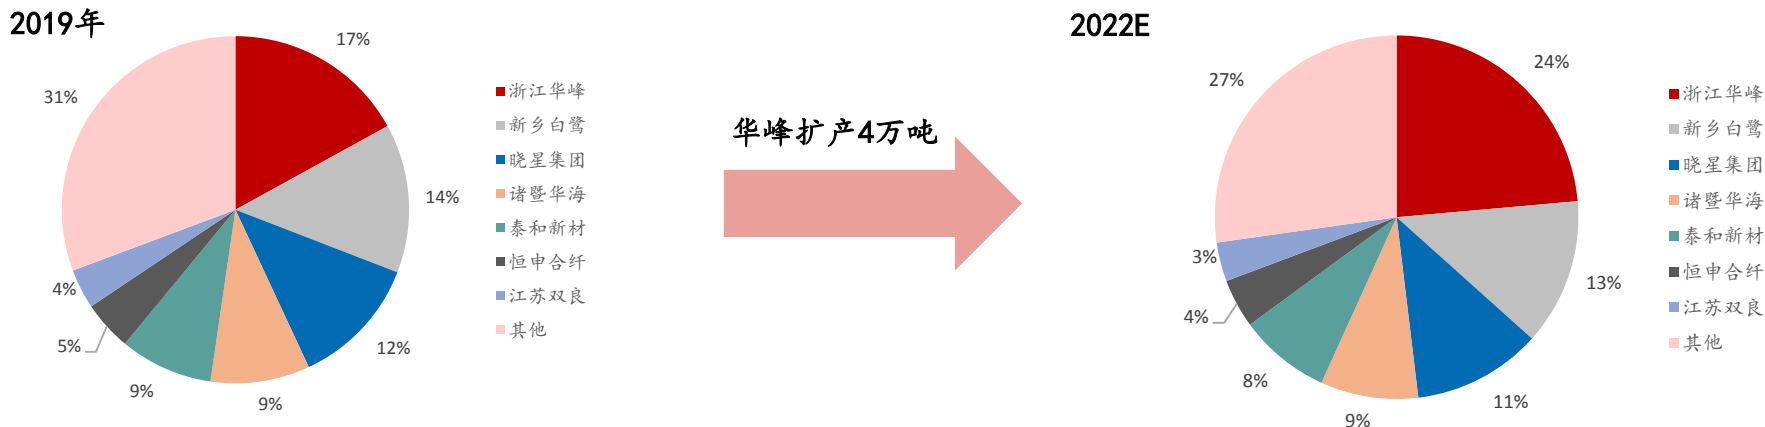 2019年
17%
14%
12%
9%
9%
5%
4%
31%
浙江华峰
新乡白鹭
晓星集团
诸暨华海
泰和新材
恒申合纤
江苏双良
其他
华峰扩产4万吨
2022E
24%
13%
11%
9%
8%
4%
3%
27%
浙江华峰
新乡白鹭
晓星集团
诸暨华海
泰和新材
恒申合纤
江苏双良
其他